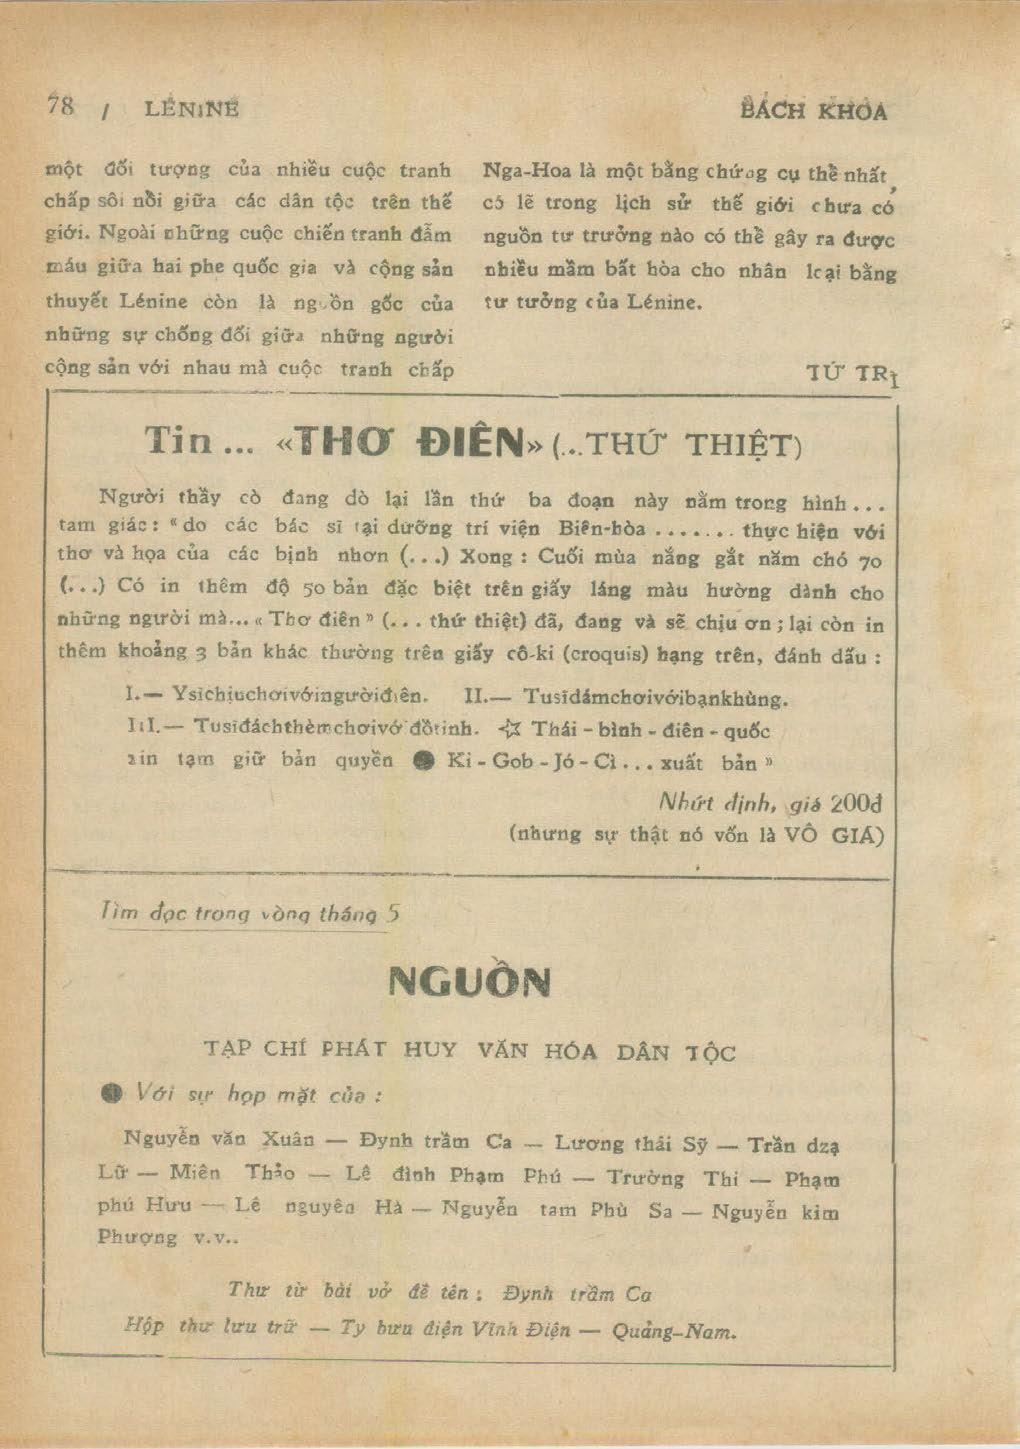 78 / LÉNINE
BÁCH KHOA
một đối tượng của nhiều cuộc tranh
chấp sôi nổi giữa các dân tộc trên thế
giới. Ngoài những cuộc chiến tranh đẫm
máu giữa hai phe quốc gia và cộng sản
thuyết Lénine còn là nguồn gốc của
những sự chống đối giữa những người
cộng sản với nhau mà cuộc tranh chấp
Nga-Hoa là một bằng chứng cụ thể nhất,
có lẽ trong lịch sử thế giới chưa có
nguồn tư trưởng nào có thể gây ra được
nhiều mầm bất hòa cho nhân loại bằng
tư tưởng của Lénine.
TỨ TRỊ
Tin ... «THƠ ĐIÊN» (...THỨ THIỆT)
Người thầy cò đang dò lại lần thứ ba đoạn này nằm trong hình ...
tam giác : “ do các bác sĩ tại dưỡng trí viện Biên-hòa ....... thực hiện với
thơ và họa của các bịnh nhơn (...) Xong : Cuối mùa nắng gắt năm chó 70
(...) Có in thêm độ 50 bản đặc biệt trên giấy láng màu hường dành cho
những người mà... « Thơ điên » (... thứ thiệt) đã, đang và sẽ chịu ơn ; lại còn in
thêm khoảng 3 bản khác thường trên giấy cô-ki (croquis) hạng trên, đánh dấu :
I.— Ysichịuchơivớingườiđiên. II.— Tusĩdámchơivớibạnkhùng.
III.— Tusĩđáchthèmchơivớ đồtinh. ☆ Thái - bình - điên - quốc
xin tạm giữ bản quyền ● Ki - Gob - Jó - Cì ... xuất bản »
Nhứt định, giá 200đ
(nhưng sự thật nó vốn là VÔ GIÁ)
Tìm đọc trong vòng tháng 5
NGUỒN
TẠP CHÍ PHÁT HUY VĂN HÓA DÂN TỘC
● Với sự họp mặt của :
Nguyễn văn Xuân — Đynh trầm Ca — Lương thái Sỹ — Trần dzạ
Lữ — Miên Thảo — Lê đình Phạm Phú — Trường Thi — Phạm
phú Hưu — Lê nguyên Hà — Nguyễn tam Phù Sa — Nguyễn kim
Phượng v.v..
Thư từ bài vở đề tên : Đynh trầm Ca
Hộp thư lưu trữ — Ty bưu điện Vĩnh Điện — Quảng-Nam.